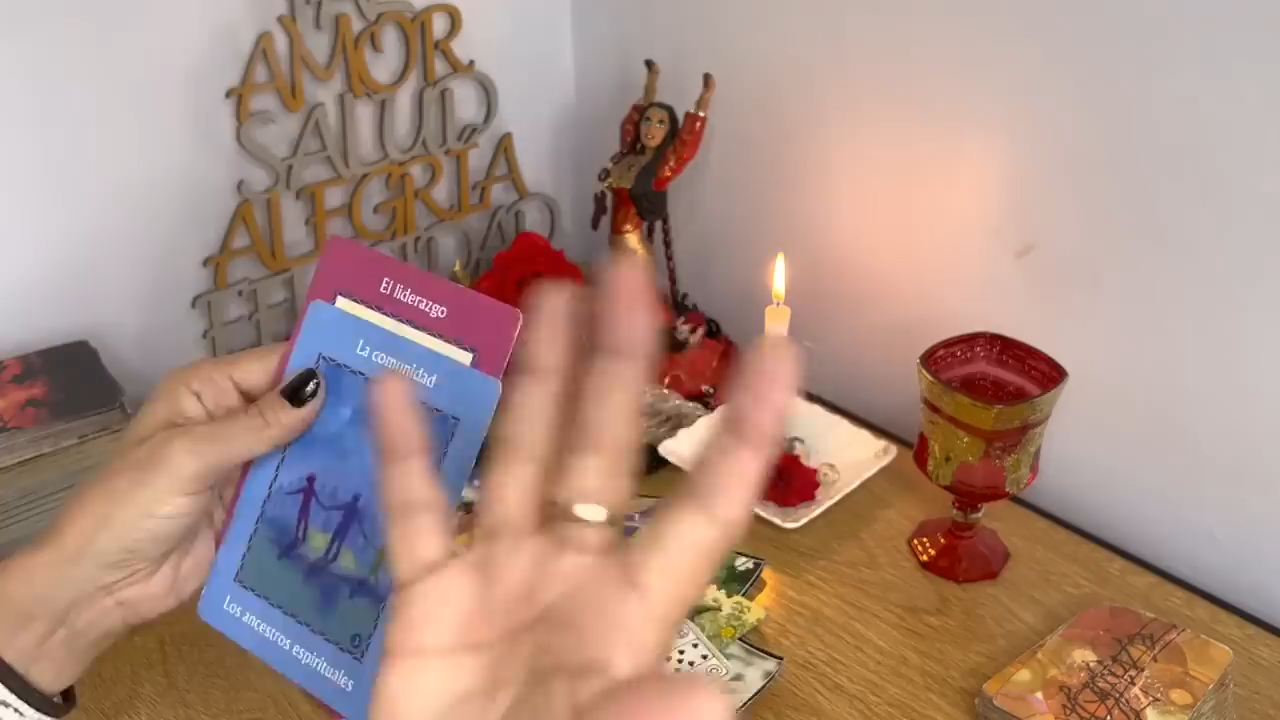 AMOR
SALUD
ALEGRÍA
El liderazgo
La comunidad
Los ancestros espirituales